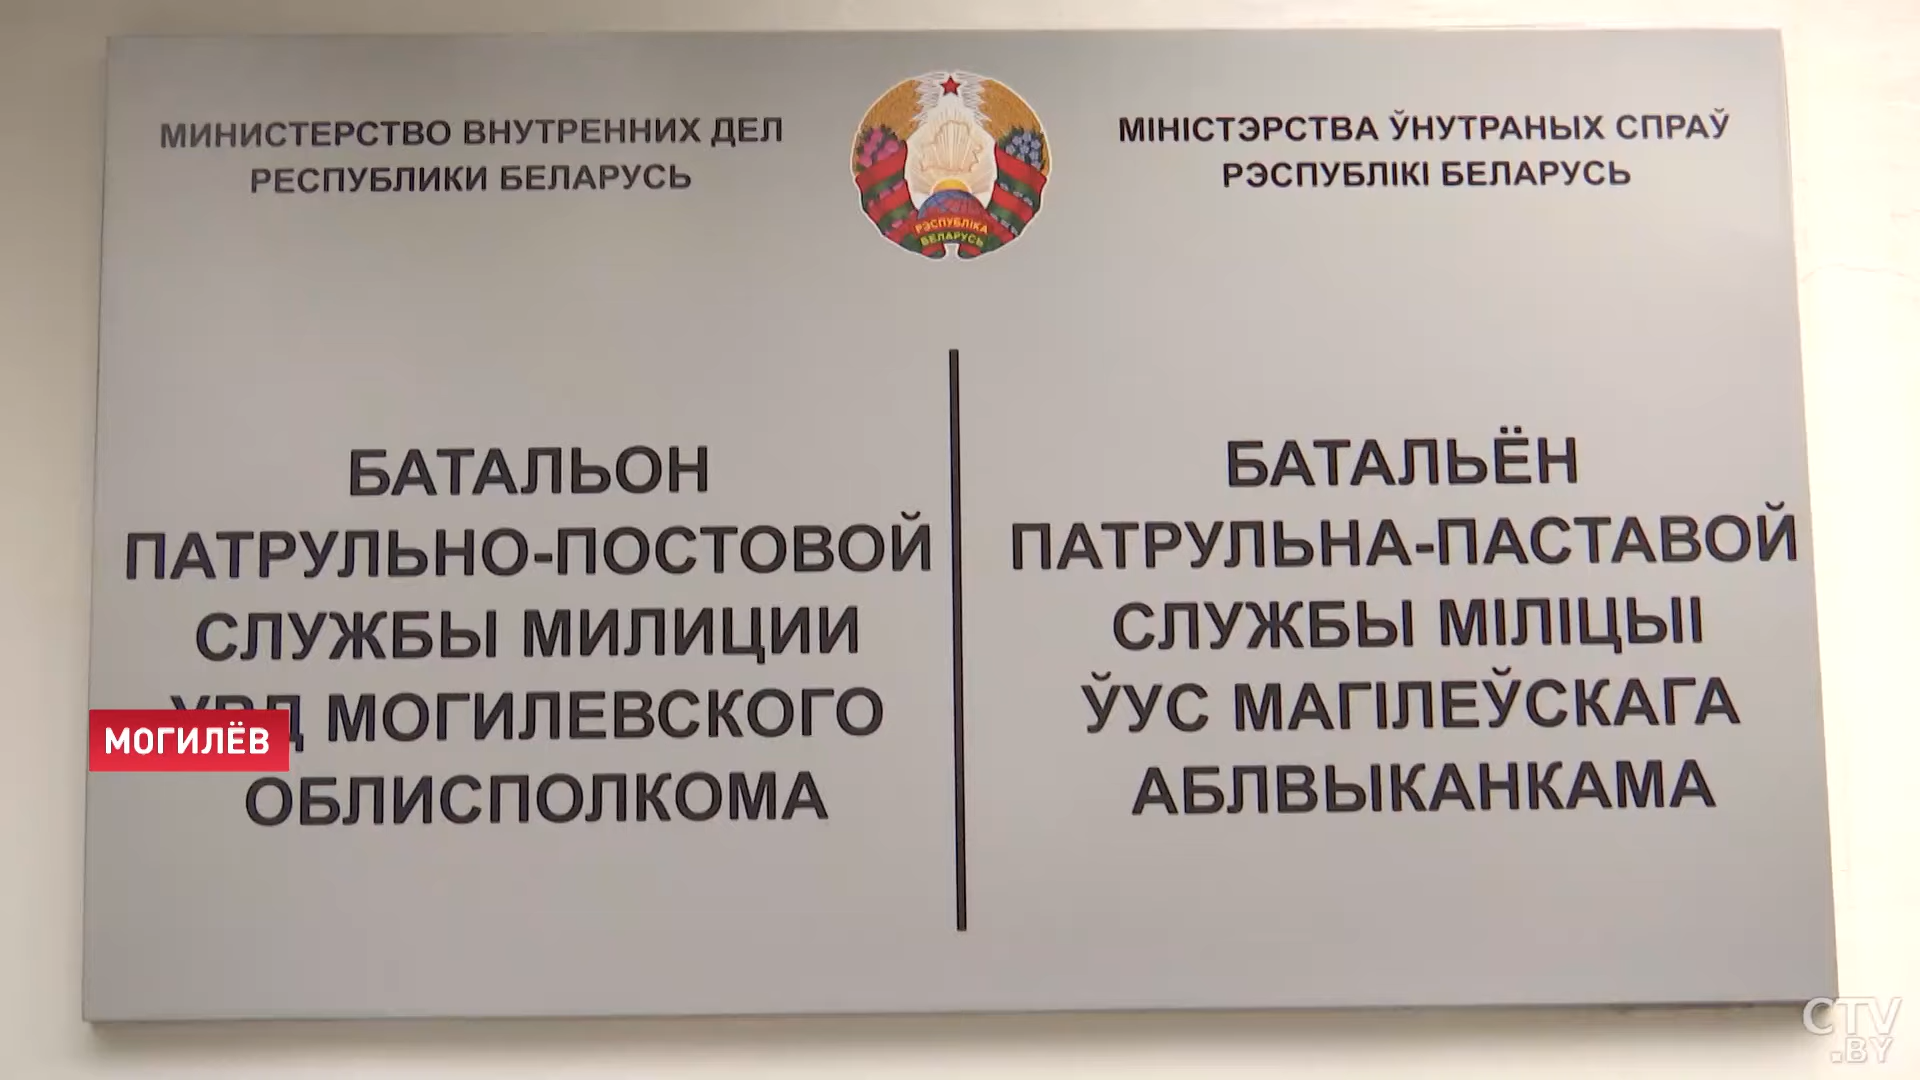 МИНИСТЕРСТВО ВНУТРЕННИХ ДЕЛ
РЕСПУБЛИКИ БЕЛАРУСЬ
РЭСПУБЛІКА
БЕЛАРУСЬ
МІНІСТЭРСТВА ЎНУТРАНЫХ СПРАЎ
РЭСПУБЛІКІ БЕЛАРУСЬ
БАТАЛЬОН
ПАТРУЛЬНО-ПОСТОВОЙ
СЛУЖБЫ МИЛИЦИИ
УВД МОГИЛЕВСКОГО
ОБЛИСПОЛКОМА
БАТАЛЬЁН
ПАТРУЛЬНА-ПАСТАВОЙ
СЛУЖБЫ МІЛІЦЫІ
ЎУС МАГІЛЕЎСКАГА
АБЛВЫКАНКАМА
МОГИЛЁВ
CTV
.BY